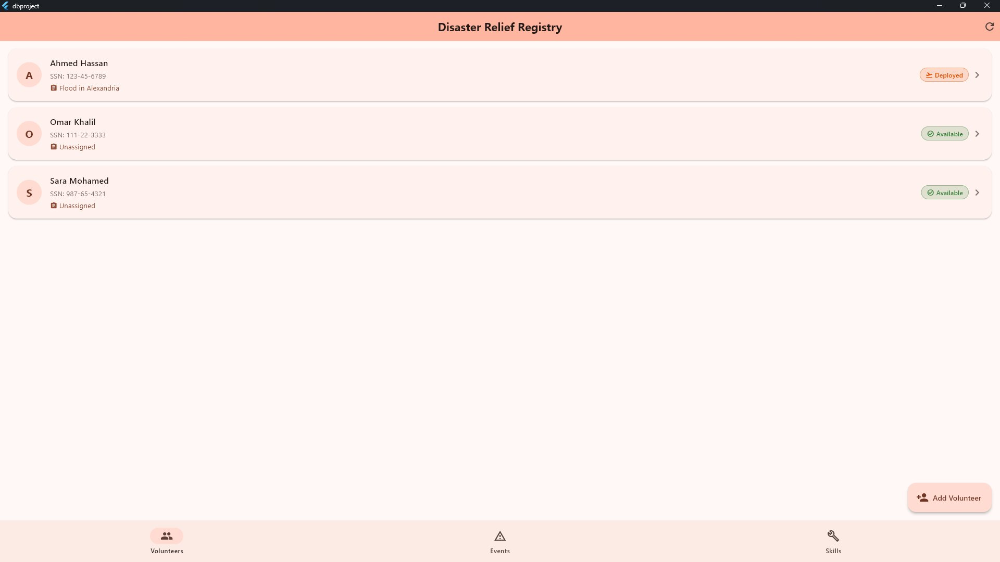 dbproject
Disaster Relief Registry
A
Ahmed Hassan
SSN: 123-45-6789
Flood in Alexandria
Deployed
O
Omar Khalil
SSN: 111-22-3333
Unassigned
Available
S
Sara Mohamed
SSN: 987-65-4321
Unassigned
Available
Add Volunteer
Volunteers
Events
Skills